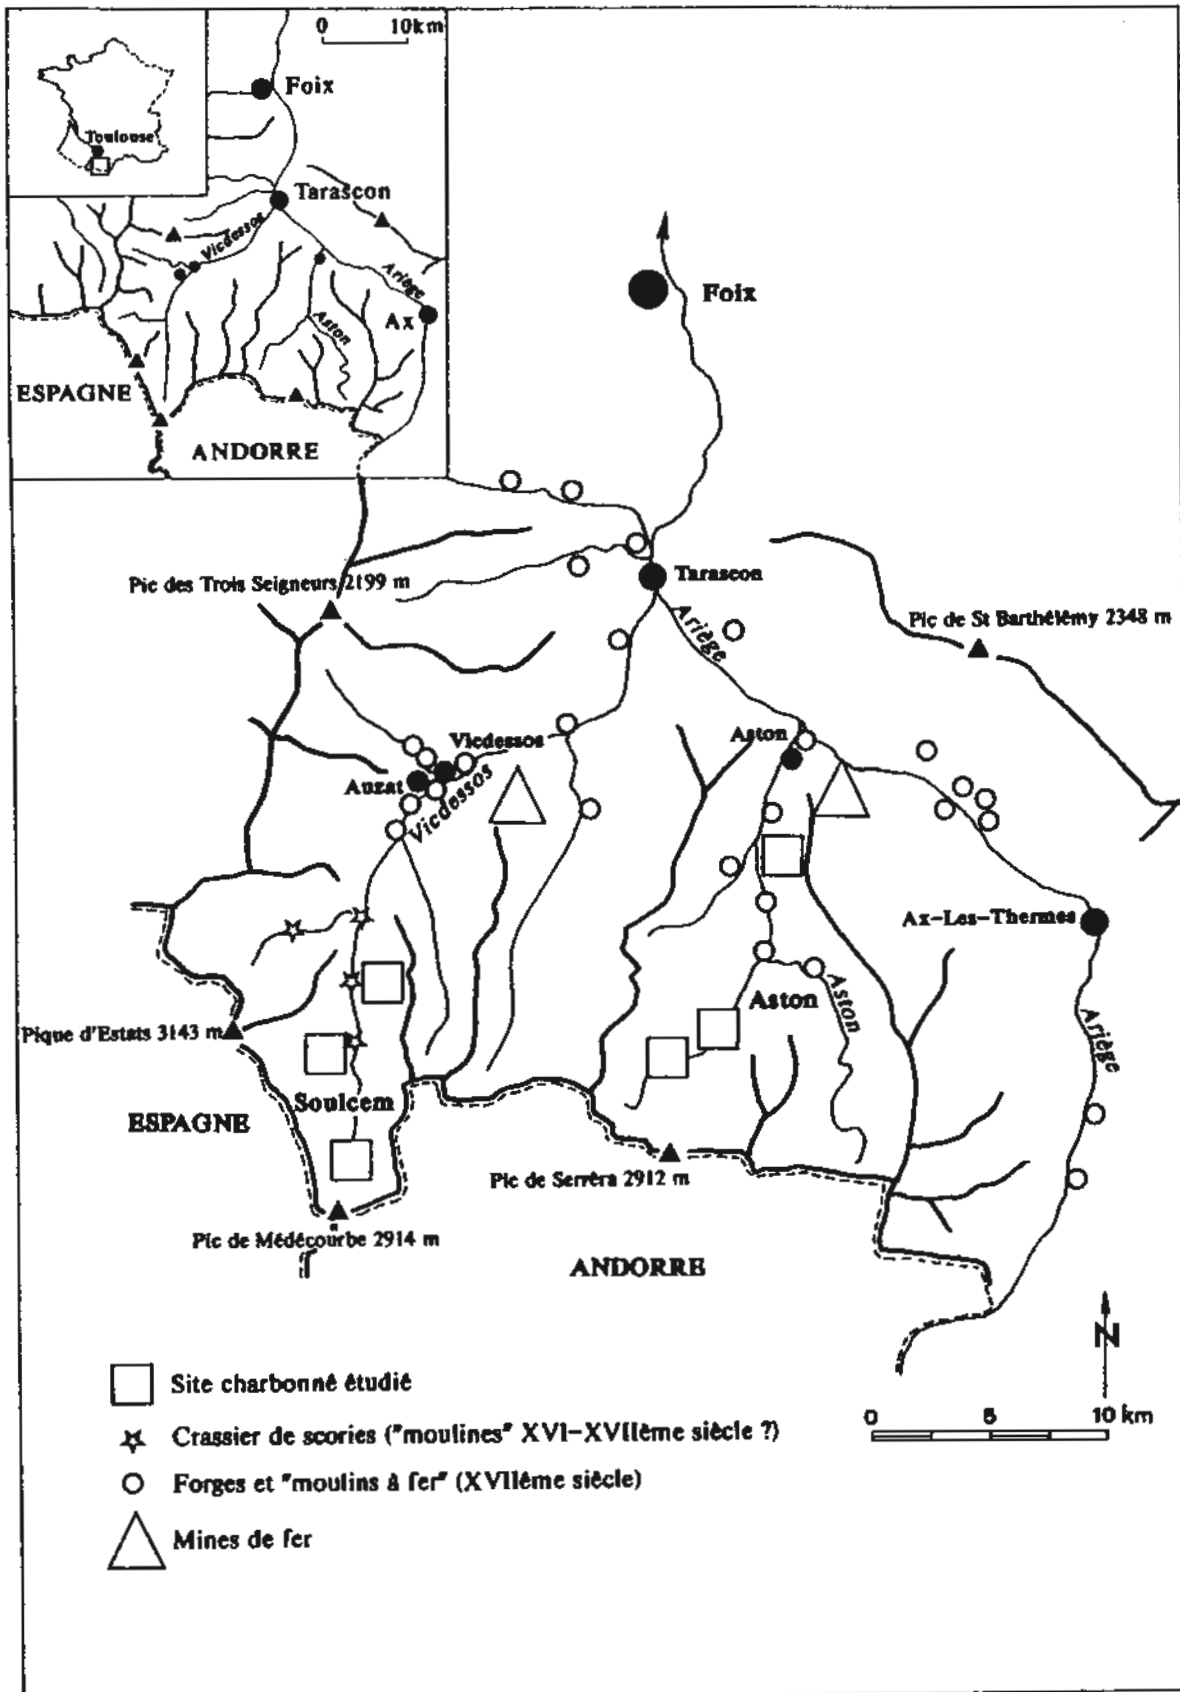 0 10km
Foix
Toulouse
Tarascon
Vicdessos
Ariège
Ax
Aston
ESPAGNE
ANDORRE
Foix
Tarascon
Pic des Trois Seigneurs 2199 m
Ariège
Pic de St Barthélémy 2348 m
Aston
Vicdessos
Auzat
Vicdessos
Ax-Les-Thermes
Aston
Aston
Pique d'Estats 3143 m
Ariège
Soulcem
ESPAGNE
Pic de Serrèra 2912 m
Pic de Médécourbe 2914 m
ANDORRE
N
0 5 10 km
Site charbonné étudié
Crassier de scories ("moulines" XVI-XVIIème siècle ?)
Forges et "moulins à fer" (XVIIème siècle)
Mines de fer